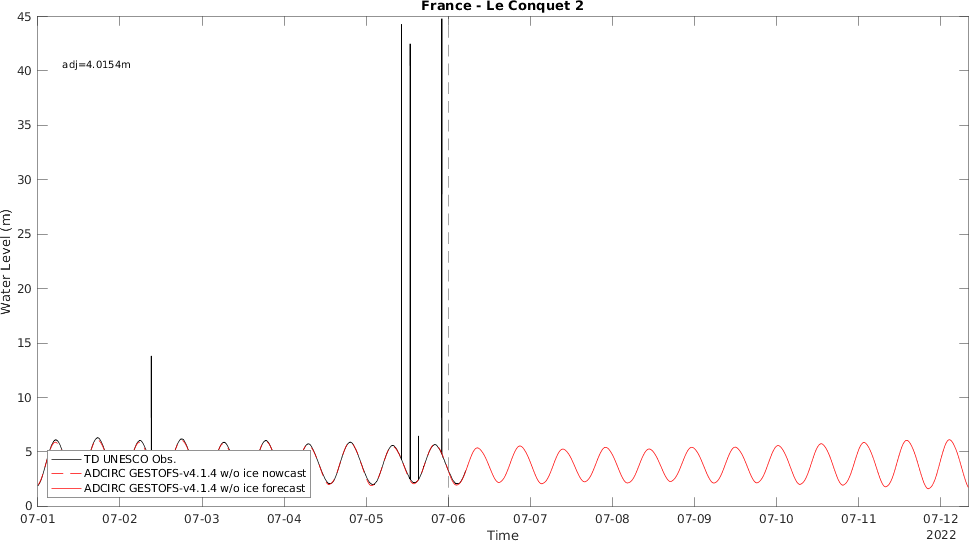 France - Le Conquet 2
adj=4.0154m
Water Level (m)
45
40
35
30
25
20
15
10
5
0
TD UNESCO Obs.
ADCIRC GESTOFS-v4.1.4 w/o ice nowcast
ADCIRC GESTOFS-v4.1.4 w/o ice forecast
07-01 07-02 07-03 07-04 07-05 07-06 07-07 07-08 07-09 07-10 07-11 07-12
Time
2022